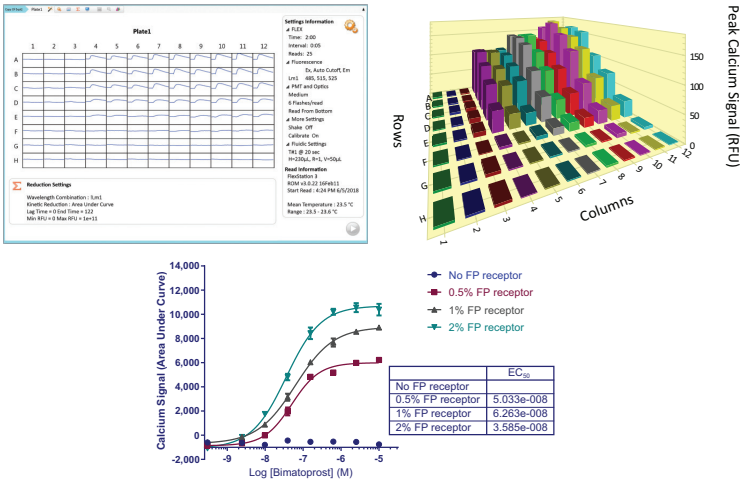 Plate1
Plate1
1 2 3 4 5 6 7 8 9 10 11 12
A
B
C
D
E
F
G
H
Settings Information
FLEX
Time: 2:00
Interval: 0:05
Reads: 25
Fluorescence
Ex, Auto Cutoff, Em
Lm1 485, 515, 525
PMT and Optics
Medium
6 Flashes/read
Read From Bottom
More Settings
Shake Off
Calibrate On
Fluidic Settings
TR1 @ 20 sec
H=230µL, R=1, V=50µL
Read Information
FlexStation 3
ROM v3.0.22 16Feb11
Start Read : 4:24 PM 6/5/2018
Mean Temperature : 23.5 °C
Range : 23.5 - 23.6 °C
Reduction Settings
Wavelength Combination : !Lm1
Kinetic Reduction : Area Under Curve
Lag Time = 0 End Time = 122
Min RFU = 0 Max RFU = 1e+11
Peak Calcium Signal (RFU)
150
100
50
0
Rows
A
B
C
D
E
F
G
H
1 2 3 4 5 6 7 8 9 10 11 12
Columns
Calcium Signal (Area Under Curve)
14,000
12,000
10,000
8,000
6,000
4,000
2,000
0
-2,000
-9 -8 -7 -6 -5
Log [Bimatoprost] (M)
No FP receptor
0.5% FP receptor
1% FP receptor
2% FP receptor
EC50
No FP receptor
0.5% FP receptor 5.033e-008
1% FP receptor 6.263e-008
2% FP receptor 3.585e-008